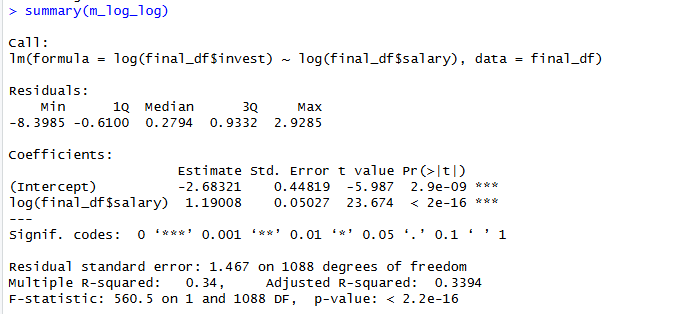 > summary(m_log_log)

Call:
lm(formula = log(final_df$invest) ~ log(final_df$salary), data = final_df)

Residuals:
    Min      1Q  Median      3Q     Max
-8.3985 -0.6100  0.2794  0.9332  2.9285

Coefficients:
                     Estimate Std. Error t value Pr(>|t|)
(Intercept)          -2.68321    0.44819  -5.987  2.9e-09 ***
log(final_df$salary)  1.19008    0.05027  23.674  < 2e-16 ***
---
Signif. codes:  0 ‘***’ 0.001 ‘**’ 0.01 ‘*’ 0.05 ‘.’ 0.1 ‘ ’ 1

Residual standard error: 1.467 on 1088 degrees of freedom
Multiple R-squared:   0.34,	Adjusted R-squared:  0.3394
F-statistic: 560.5 on 1 and 1088 DF,  p-value: < 2.2e-16